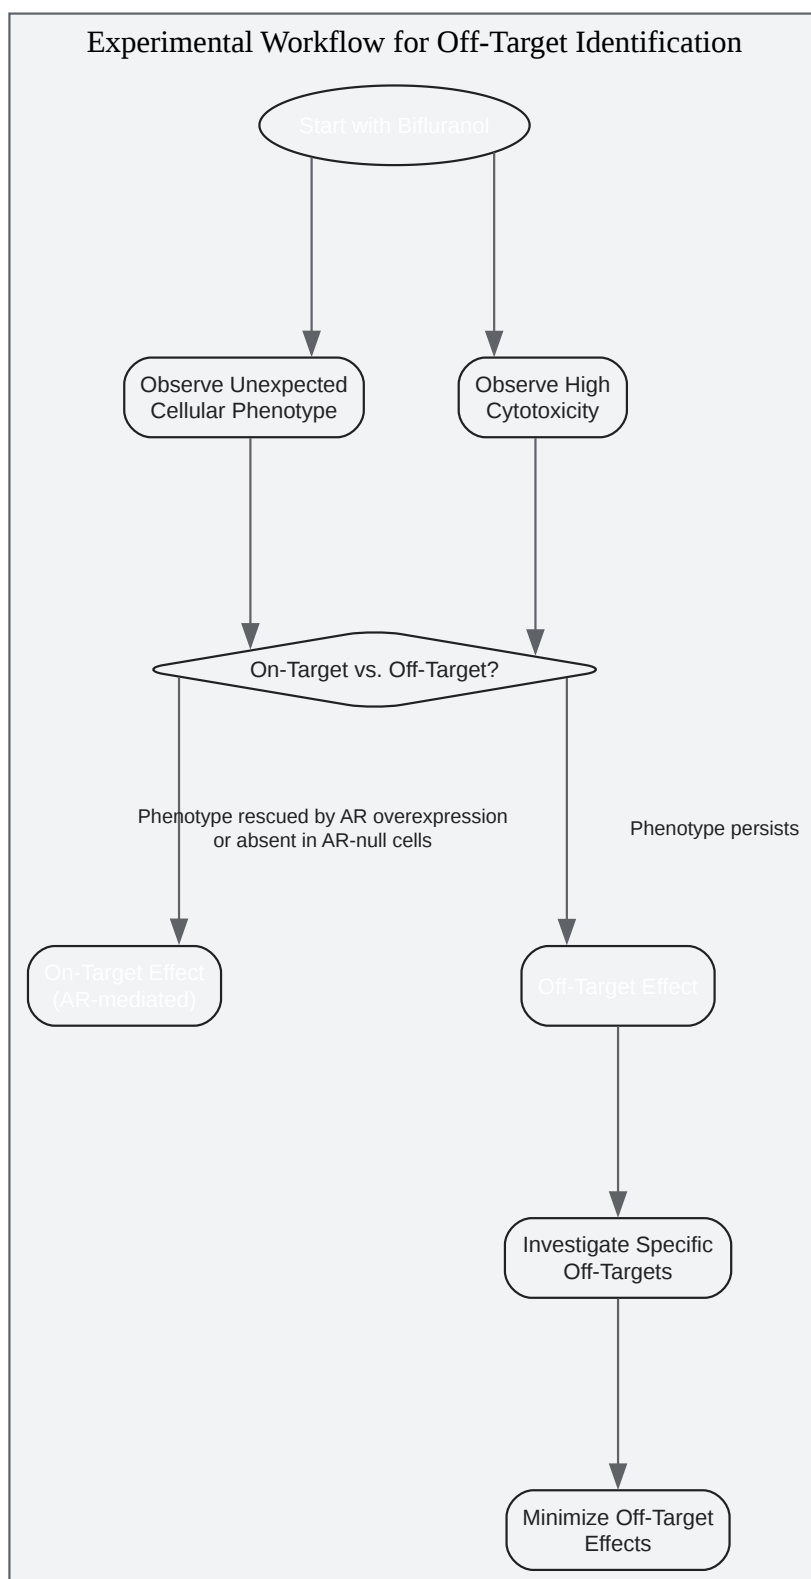 Experimental Workflow for Off-Target Identification
Start with Bifluranol
Observe Unexpected
Cellular Phenotype
Observe High
Cytotoxicity
On-Target vs. Off-Target?
Phenotype rescued by AR overexpression
or absent in AR-null cells
Phenotype persists
On-Target Effect
(AR-mediated)
Off-Target Effect
Investigate Specific
Off-Targets
Minimize Off-Target
Effects